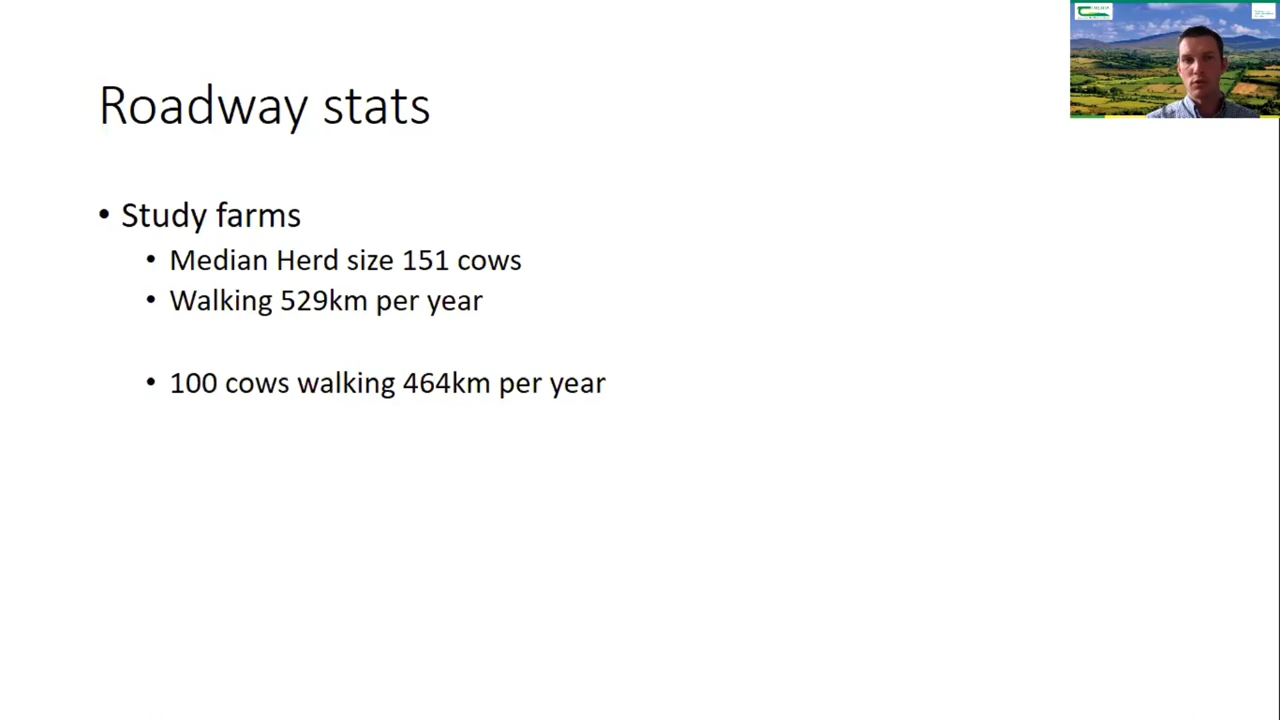 Roadway stats
• Study farms
• Median Herd size 151 cows
• Walking 529km per year
• 100 cows walking 464km per year